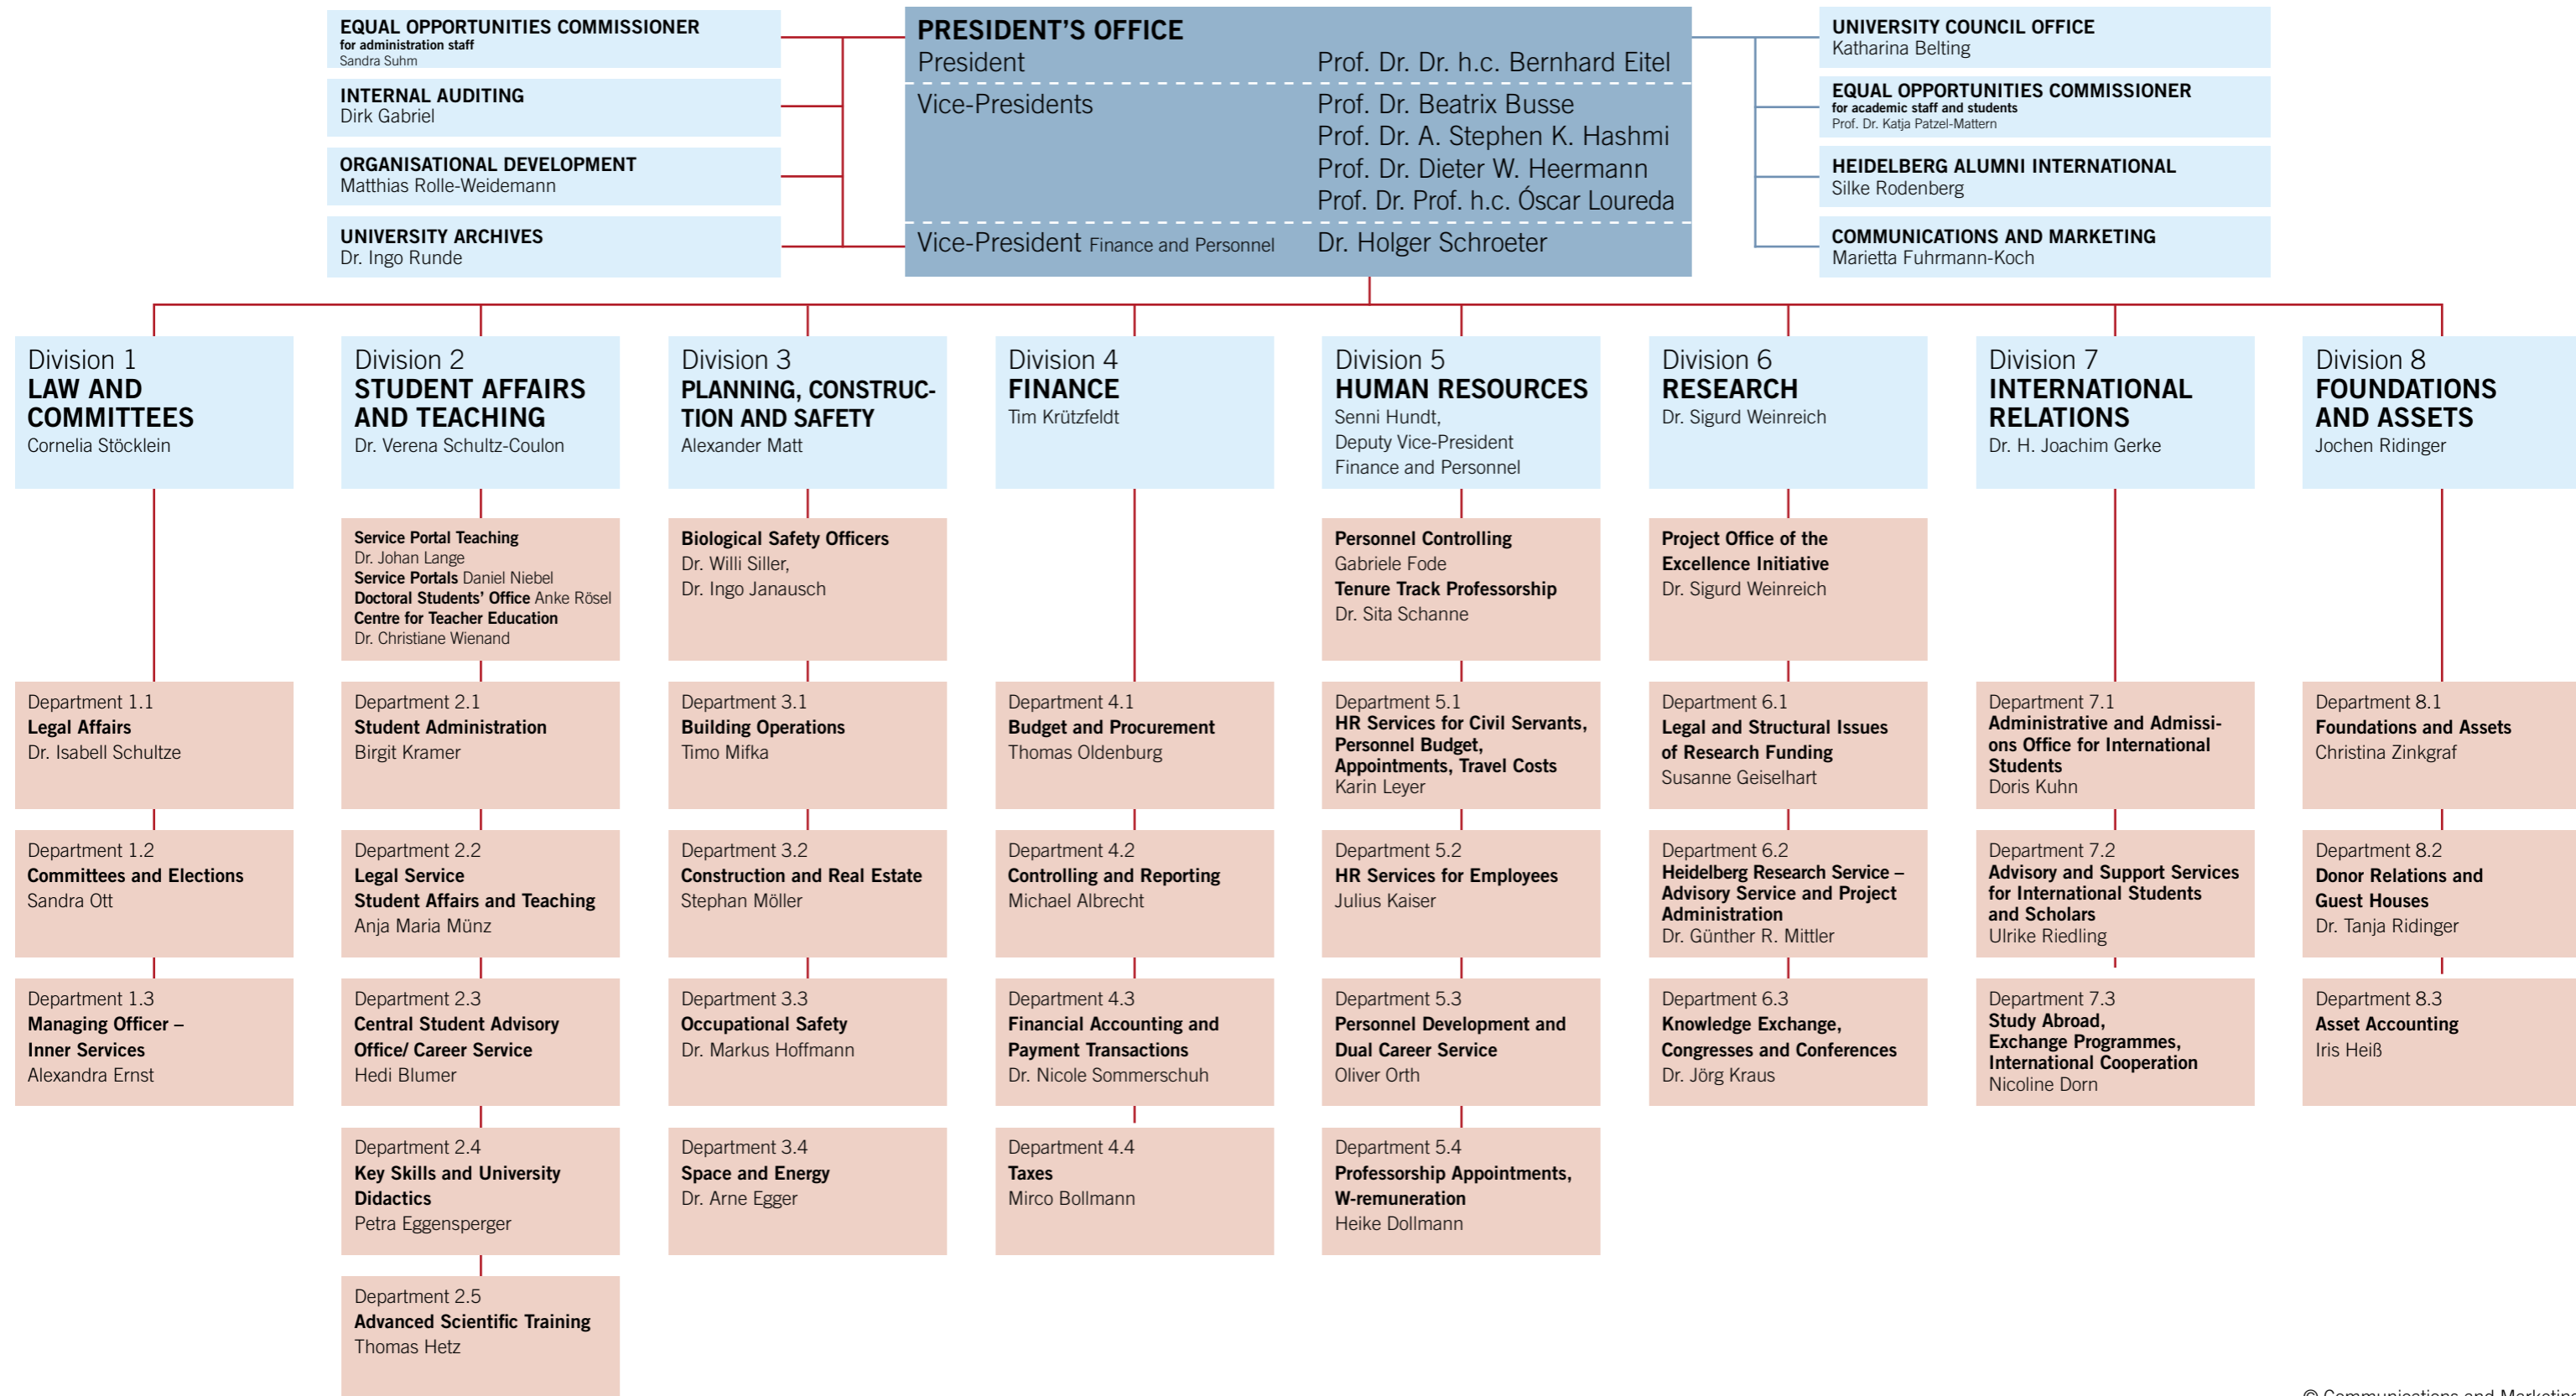 EQUAL OPPORTUNITIES COMMISSIONER
for administration staff
Sandra Suhm
INTERNAL AUDITING
Dirk Gabriel
ORGANISATIONAL DEVELOPMENT
Matthias Rolle-Weidemann
UNIVERSITY ARCHIVES
Dr. Ingo Runde
PRESIDENT’S OFFICE
President Prof. Dr. Dr. h.c. Bernhard Eitel
Vice-Presidents Prof. Dr. Beatrix Busse
Prof. Dr. A. Stephen K. Hashmi
Prof. Dr. Dieter W. Heermann
Prof. Dr. Prof. h.c. Óscar Loureda
Vice-President Finance and Personnel Dr. Holger Schroeter
UNIVERSITY COUNCIL OFFICE
Katharina Belting
EQUAL OPPORTUNITIES COMMISSIONER
for academic staff and students
Prof. Dr. Katja Patzel-Mattern
HEIDELBERG ALUMNI INTERNATIONAL
Silke Rodenberg
COMMUNICATIONS AND MARKETING
Marietta Fuhrmann-Koch
Division 1
LAW AND
COMMITTEES
Cornelia Stöcklein
Department 1.1
Legal Affairs
Dr. Isabell Schultze
Department 1.2
Committees and Elections
Sandra Ott
Department 1.3
Managing Officer –
Inner Services
Alexandra Ernst
Division 2
STUDENT AFFAIRS
AND TEACHING
Dr. Verena Schultz-Coulon
Service Portal Teaching
Dr. Johan Lange
Service Portals Daniel Niebel
Doctoral Students’ Office Anke Rösel
Centre for Teacher Education
Dr. Christiane Wienand
Department 2.1
Student Administration
Birgit Kramer
Department 2.2
Legal Service
Student Affairs and Teaching
Anja Maria Münz
Department 2.3
Central Student Advisory
Office/ Career Service
Hedi Blumer
Department 2.4
Key Skills and University
Didactics
Petra Eggensperger
Department 2.5
Advanced Scientific Training
Thomas Hetz
Division 3
PLANNING, CONSTRUC-
TION AND SAFETY
Alexander Matt
Biological Safety Officers
Dr. Willi Siller,
Dr. Ingo Janausch
Department 3.1
Building Operations
Timo Mifka
Department 3.2
Construction and Real Estate
Stephan Möller
Department 3.3
Occupational Safety
Dr. Markus Hoffmann
Department 3.4
Space and Energy
Dr. Arne Egger
Division 4
FINANCE
Tim Krützfeldt
Department 4.1
Budget and Procurement
Thomas Oldenburg
Department 4.2
Controlling and Reporting
Michael Albrecht
Department 4.3
Financial Accounting and
Payment Transactions
Dr. Nicole Sommerschuh
Department 4.4
Taxes
Mirco Bollmann
Division 5
HUMAN RESOURCES
Senni Hundt,
Deputy Vice-President
Finance and Personnel
Personnel Controlling
Gabriele Fode
Tenure Track Professorship
Dr. Sita Schanne
Department 5.1
HR Services for Civil Servants,
Personnel Budget,
Appointments, Travel Costs
Karin Leyer
Department 5.2
HR Services for Employees
Julius Kaiser
Department 5.3
Personnel Development and
Dual Career Service
Oliver Orth
Department 5.4
Professorship Appointments,
W-remuneration
Heike Dollmann
Division 6
RESEARCH
Dr. Sigurd Weinreich
Project Office of the
Excellence Initiative
Dr. Sigurd Weinreich
Department 6.1
Legal and Structural Issues
of Research Funding
Susanne Geiselhart
Department 6.2
Heidelberg Research Service –
Advisory Service and Project
Administration
Dr. Günther R. Mittler
Department 6.3
Knowledge Exchange,
Congresses and Conferences
Dr. Jörg Kraus
Division 7
INTERNATIONAL
RELATIONS
Dr. H. Joachim Gerke
Department 7.1
Administrative and Admissi-
ons Office for International
Students
Doris Kuhn
Department 7.2
Advisory and Support Services
for International Students
and Scholars
Ulrike Riedling
Department 7.3
Study Abroad,
Exchange Programmes,
International Cooperation
Nicoline Dorn
Division 8
FOUNDATIONS
AND ASSETS
Jochen Ridinger
Department 8.1
Foundations and Assets
Christina Zinkgraf
Department 8.2
Donor Relations and
Guest Houses
Dr. Tanja Ridinger
Department 8.3
Asset Accounting
Iris Heiß
© Communications and Marketing